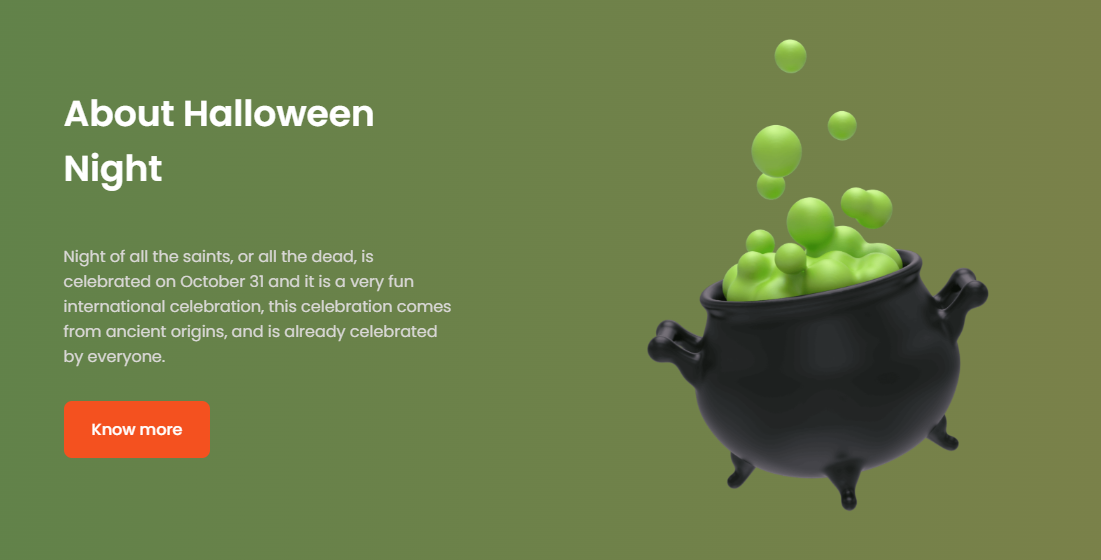 About Halloween
Night
Night of all the saints, or all the dead, is
celebrated on October 31 and it is a very fun
international celebration, this celebration comes
from ancient origins, and is already celebrated
by everyone.
Know more